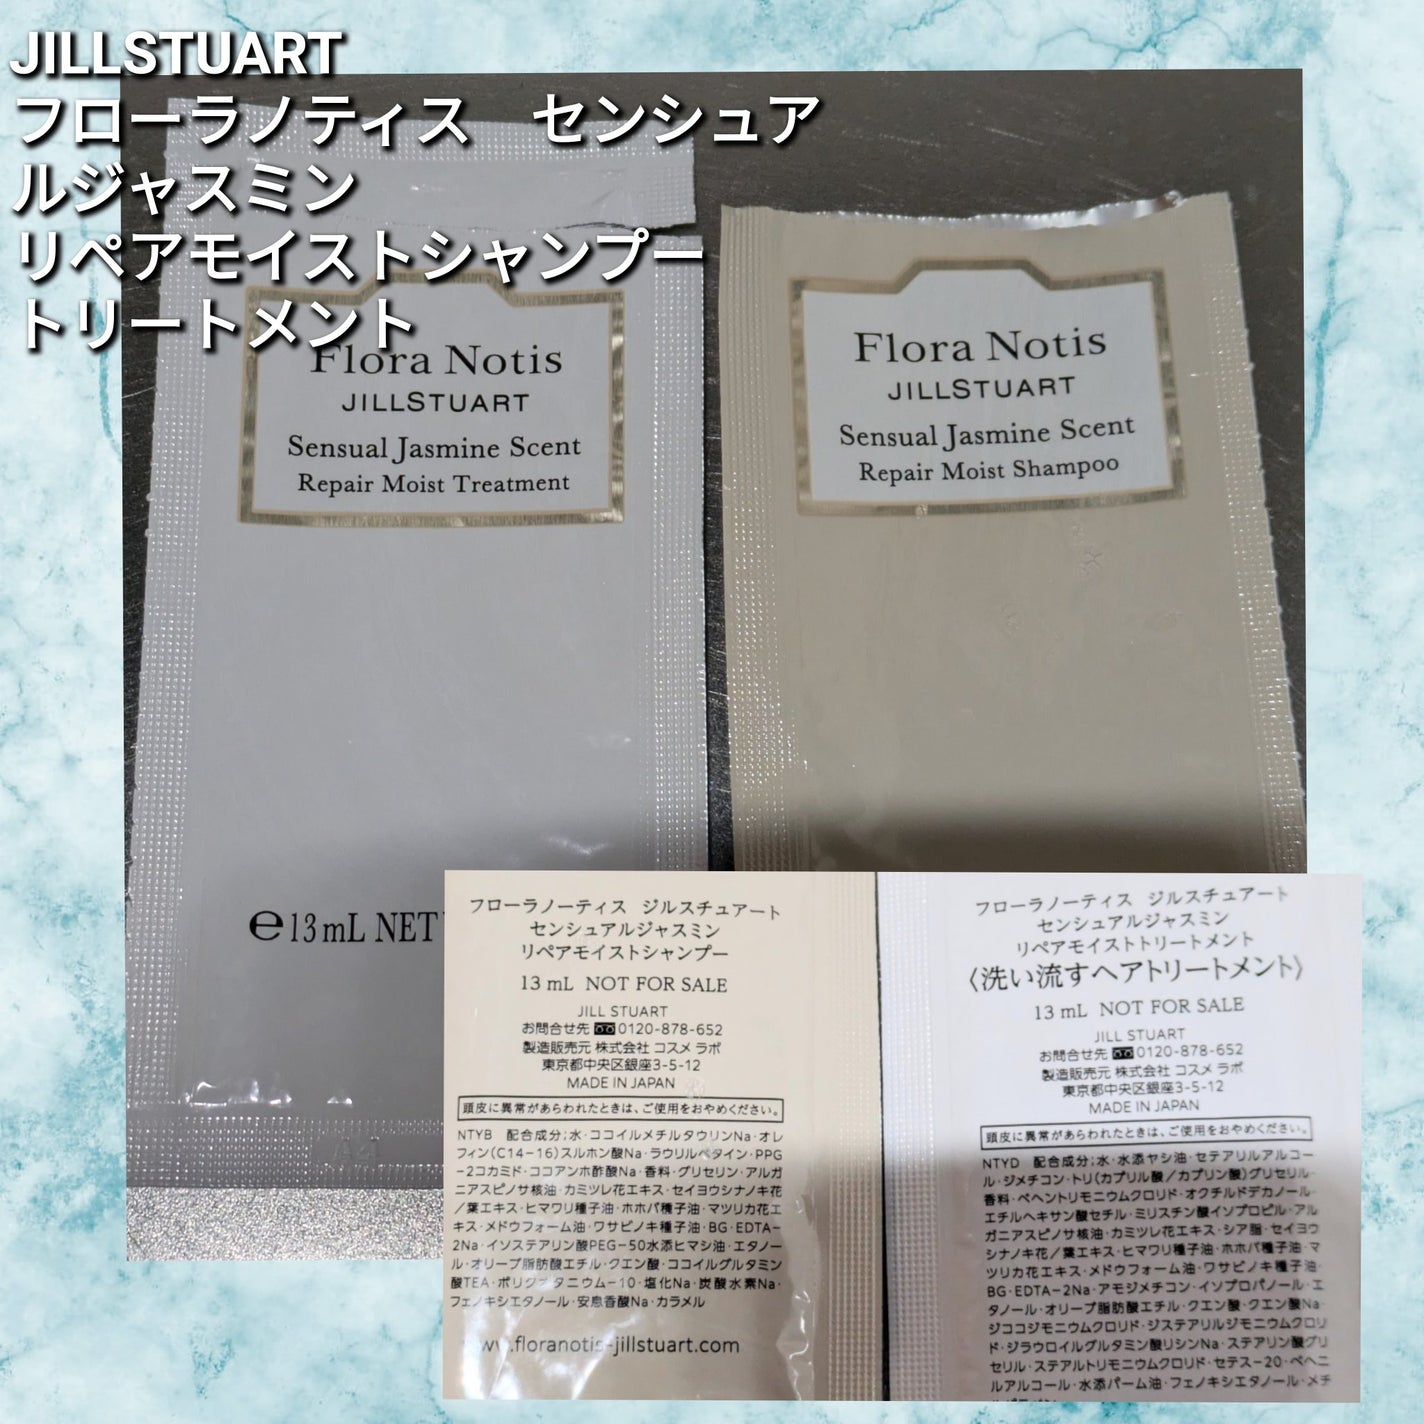 JILLSTUART
フローラノティス　センシュア
ルジャスミン
リペアモイストシャンプー
トリートメント
Flora Notis
JILLSTUART
Sensual Jasmine Scent
Repair Moist Treatment
℮13mL NET
A21
Flora Notis
JILLSTUART
Sensual Jasmine Scent
Repair Moist Shampoo
フローラノーティス ジルスチュアート
センシュアルジャスミン
リペアモイストシャンプー
13 mL NOT FOR SALE
JILL STUART
お問合せ先 0120-878-652
製造販売元 株式会社 コスメ ラボ
東京都中央区銀座3-5-12
MADE IN JAPAN
頭皮に異常があらわれたときは、ご使用をおやめください。
NTYB 配合成分;水・ココイルメチルタウリンNa・オレ
フィン(C14-16)スルホン酸Na・ラウリルベタイン・PPG
-2コカミド・ココアンホ酢酸Na・香料・グリセリン・アルガ
ニアスピノサ核油・カミツレ花エキス・セイヨウシナノキ花
/葉エキス・ヒマワリ種子油・ホホバ種子油・マツリカ花エ
キス・メドウフォーム油・ワサビノキ種子油・BG・EDTA-
2Na・イソステアリン酸PEG-50水添ヒマシ油・エタノー
ル・オリーブ脂肪酸エチル・クエン酸・ココイルグルタミン
酸TEA・ポリクオタニウム-10・塩化Na・炭酸水素Na・
フェノキシエタノール・安息香酸Na・カラメル
www.floranotis-jillstuart.com
フローラノーティス ジルスチュアート
センシュアルジャスミン
リペアモイストトリートメント
〈洗い流すヘアトリートメント〉
13 mL NOT FOR SALE
JILL STUART
お問合せ先 0120-878-652
製造販売元 株式会社 コスメ ラボ
東京都中央区銀座3-5-12
MADE IN JAPAN
頭皮に異常があらわれたときは、ご使用をおやめください。
NTYD 配合成分;水・水添ヤシ油・セテアリルアルコー
ル・ジメチコン・トリ(カプリル酸/カプリン酸)グリセリル・
香料・ベヘントリモニウムクロリド・オクチルドデカノール・
エチルヘキサン酸セチル・ミリスチン酸イソプロピル・アル
ガニアスピノサ核油・カミツレ花エキス・シア脂・セイヨウ
シナノキ花/葉エキス・ヒマワリ種子油・ホホバ種子油・マ
ツリカ花エキス・メドウフォーム油・ワサビノキ種子油・
BG・EDTA-2Na・アモジメチコン・イソプロパノール・エ
タノール・オリーブ脂肪酸エチル・クエン酸・クエン酸Na・
ジココジモニウムクロリド・ジステアリルジモニウムクロリ
ド・ジラウロイルグルタミン酸リシンNa・ステアリン酸グリ
セリル・ステアルトリモニウムクロリド・セテス-20・ベヘニ
ルアルコール・水添パーム油・フェノキシエタノール・メチ